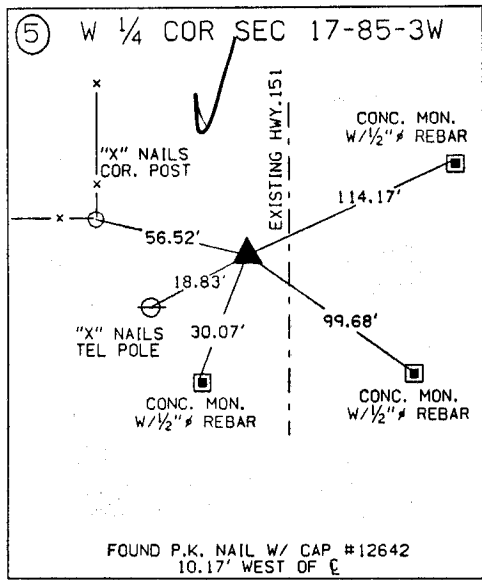 ⑤ W 1/4 COR SEC 17-85-3W
CONC. MON.
W/1/2"ø REBAR
"X" NAILS
COR. POST
EXISTING HWY.151
114.17'
56.52'
18.83'
"X" NAILS
TEL POLE
30.07'
99.68'
CONC. MON.
W/1/2"ø REBAR
CONC. MON.
W/1/2"ø REBAR
FOUND P.K. NAIL W/ CAP #12642
10.17' WEST OF ℄